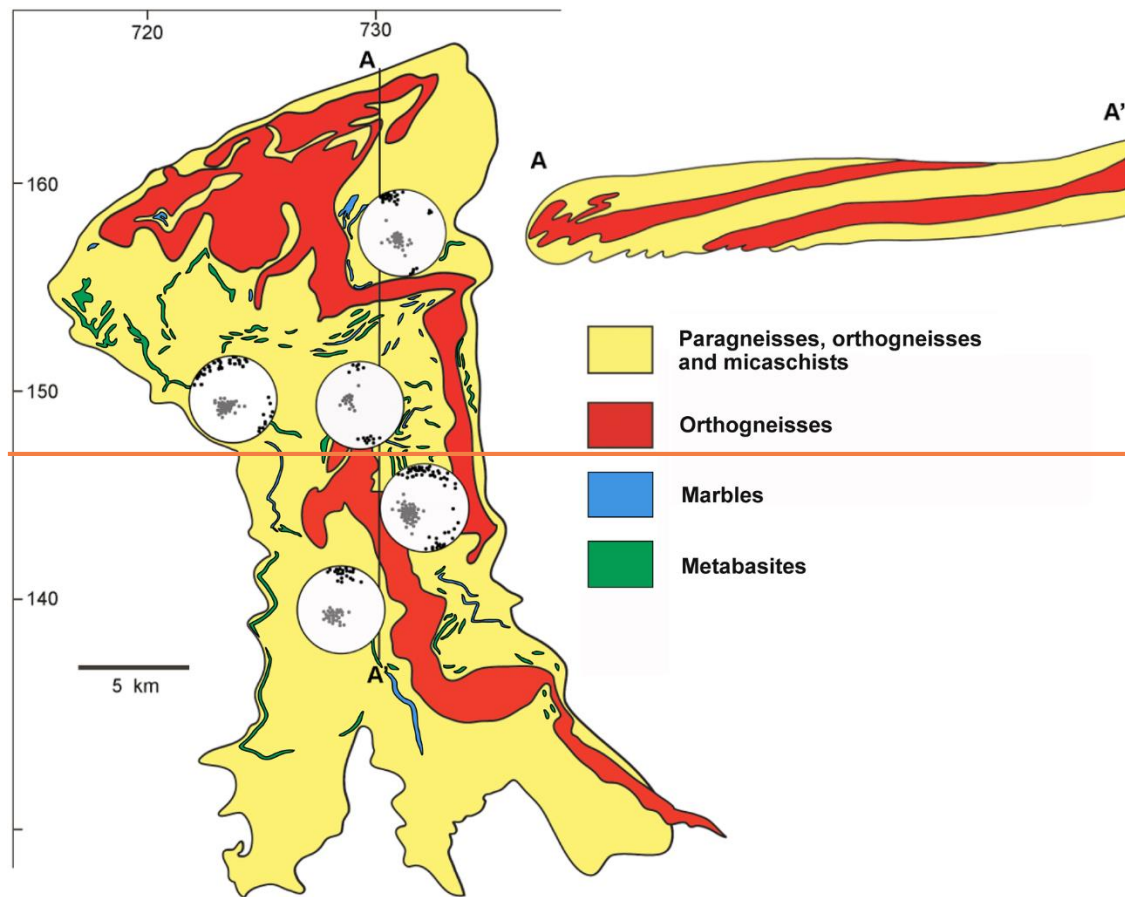 720
730
A
A'
A
160
Paragneisses, orthogneisses
and micaschists
150
Orthogneisses
Marbles
Metabasites
140
5 km
A'